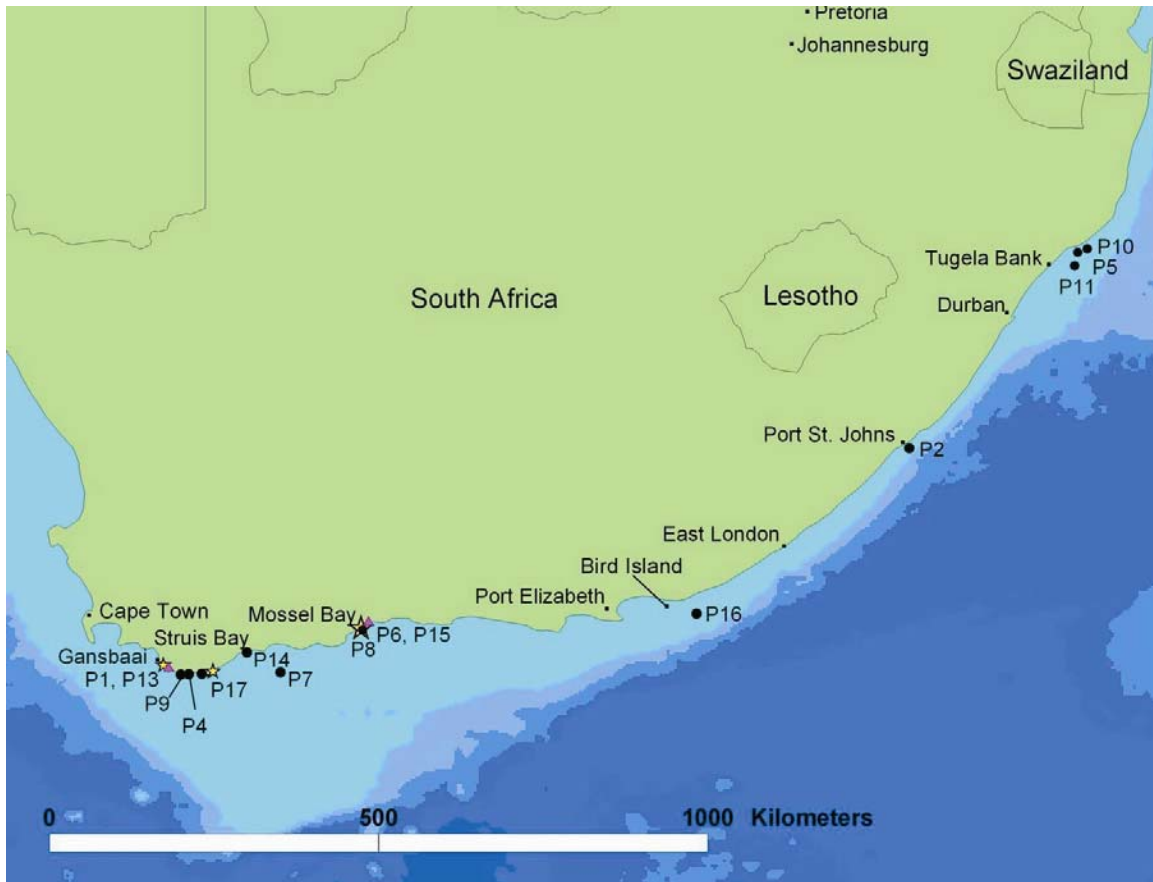 Pretoria
Johannesburg
Swaziland
P10
Tugela Bank
P5
P11
South Africa
Lesotho
Durban
Port St. Johns
P2
East London
Bird Island
Port Elizabeth
P16
Cape Town
Mossel Bay
P6, P15
Struis Bay
P8
Gansbaai
P14
P1, P13
P7
P17
P9
P4
0 500 1000 Kilometers